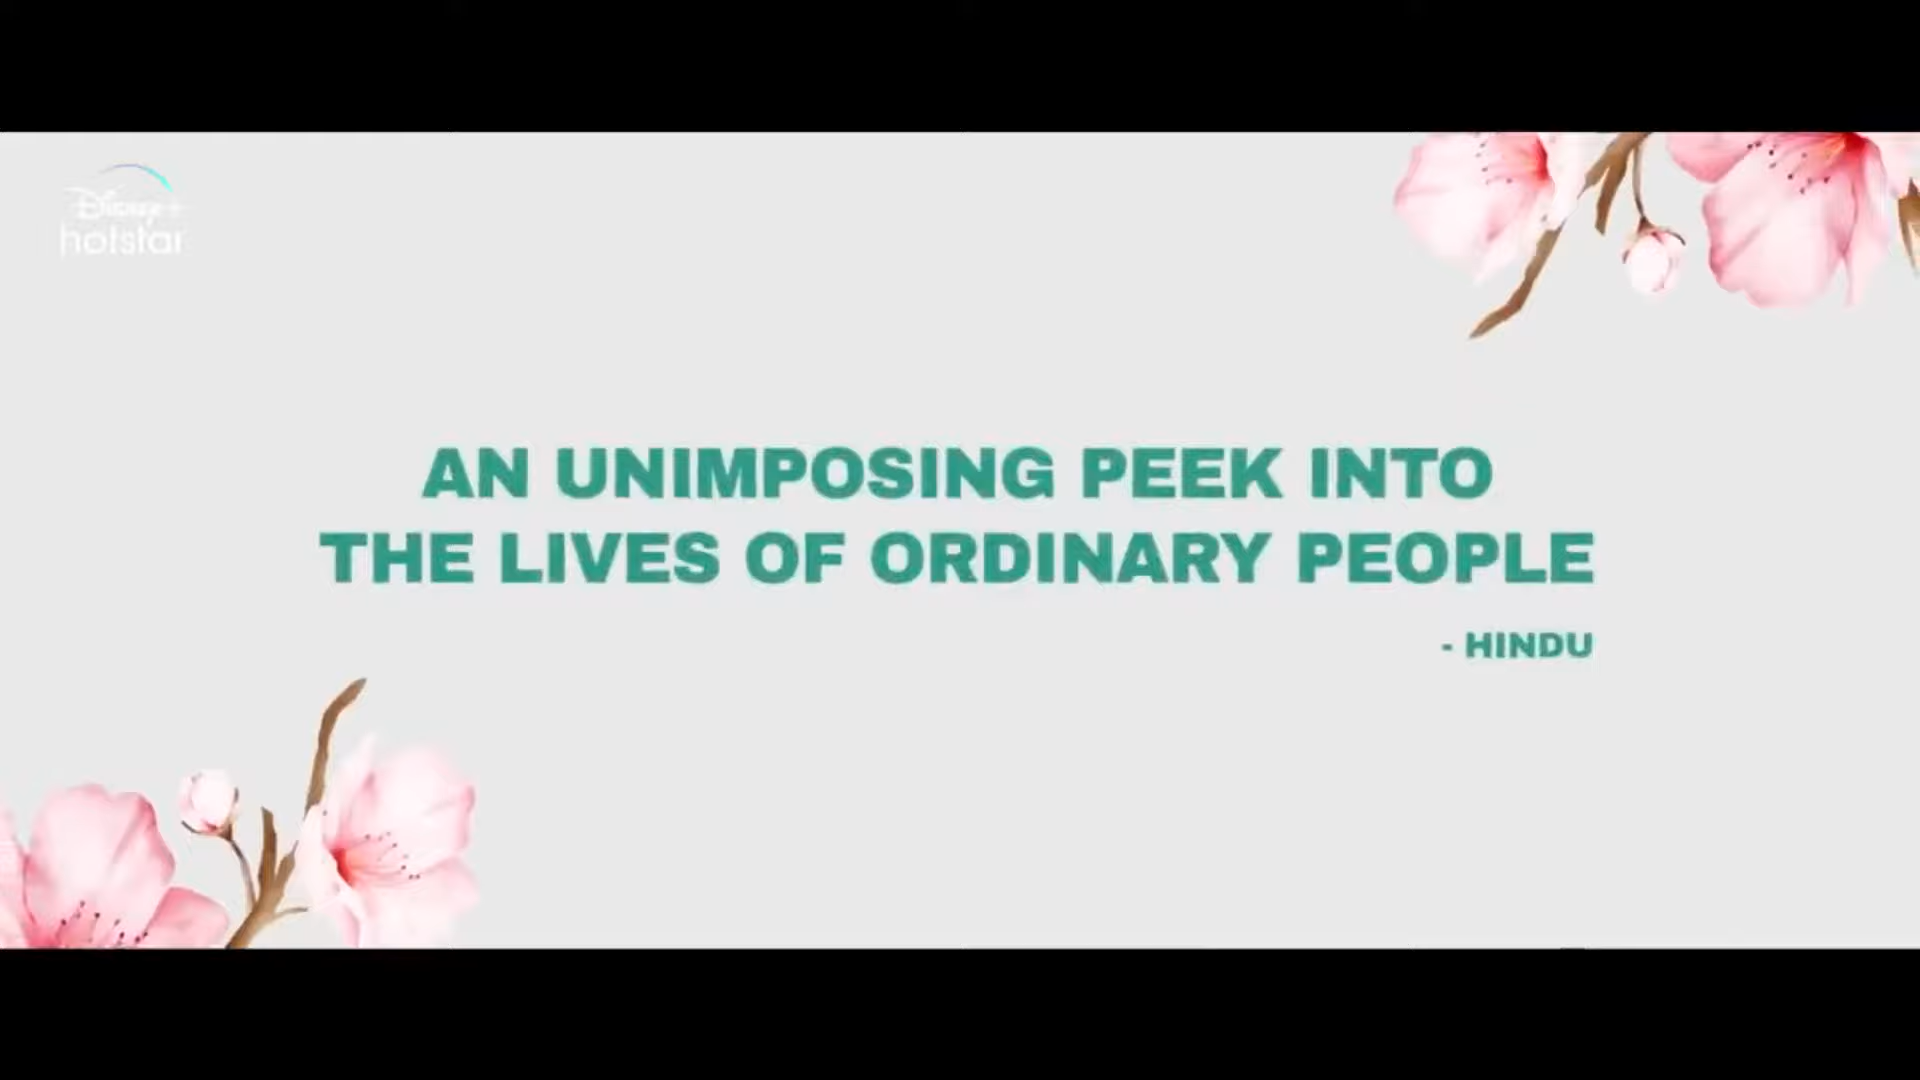 Disney+
hotstar
AN UNIMPOSING PEEK INTO
THE LIVES OF ORDINARY PEOPLE
- HINDU